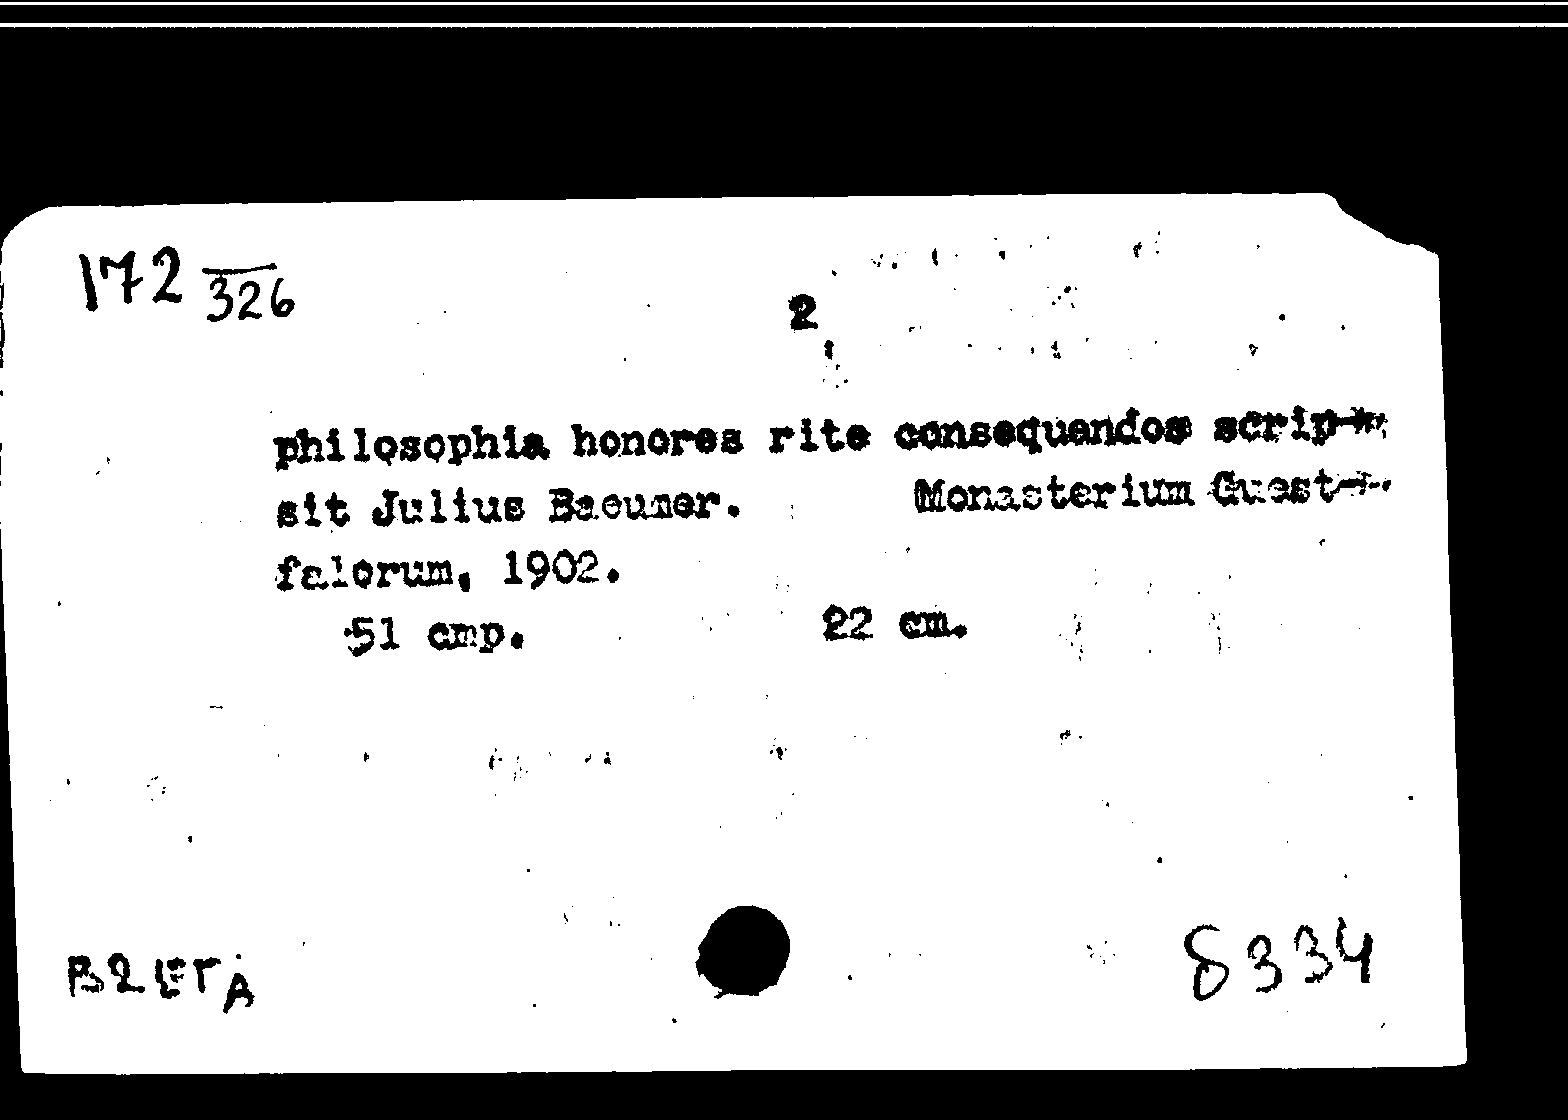 172 326
2
philosophia honores rite consequendos scrip-
sit Julius Baeumer. Monasterium Guest-
falorum, 1902.
51 cmp. 22 cm.
8334